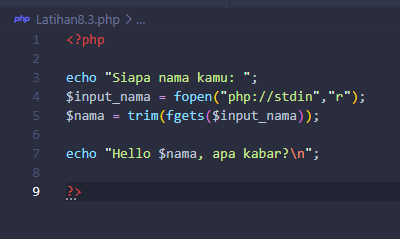 php Latihan8.3.php > ...
1 <?php
2
3 echo "Siapa nama kamu: ";
4 $input_nama = fopen("php://stdin","r");
5 $nama = trim(fgets($input_nama));
6
7 echo "Hello $nama, apa kabar?\n";
8
9 ?>